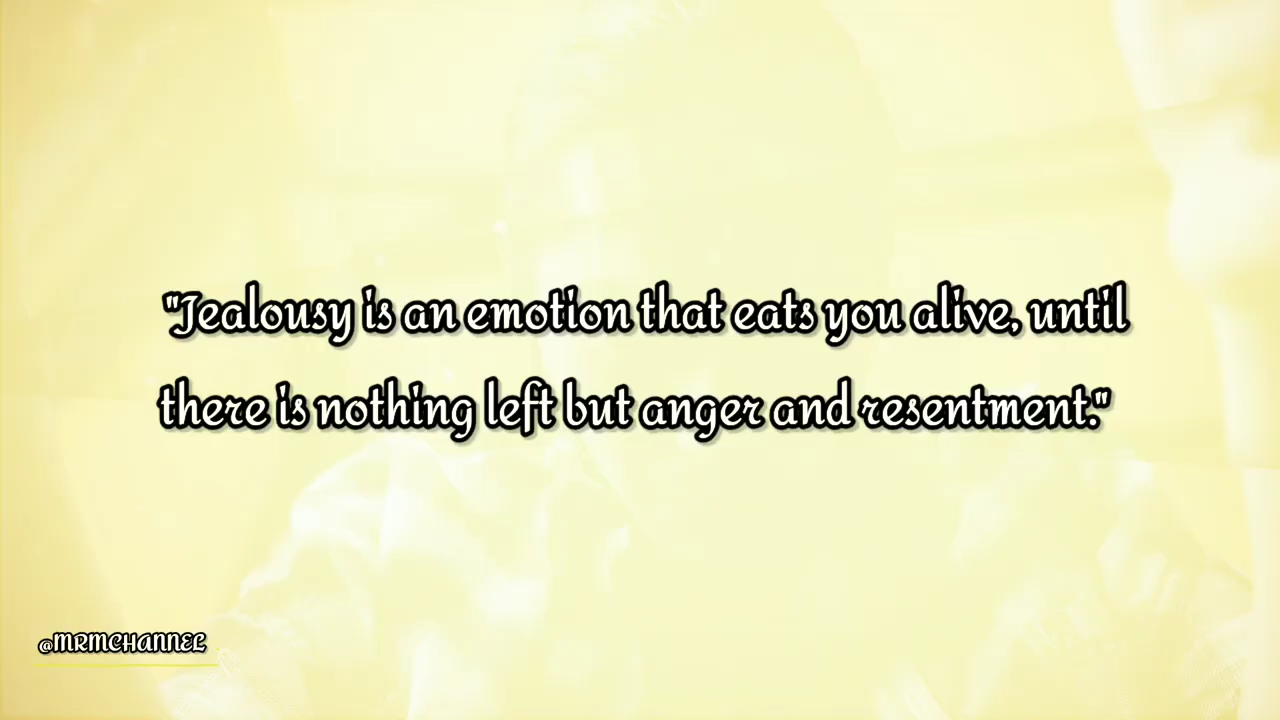 "Jealousy is an emotion that eats you alive, until
there is nothing left but anger and resentment."
@MRMCHANNEL